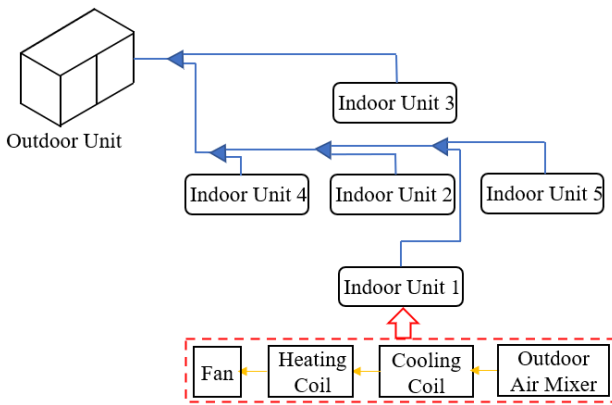 Indoor Unit 3
Outdoor Unit
Indoor Unit 4
Indoor Unit 2
Indoor Unit 5
Indoor Unit 1
Fan
Heating
Coil
Cooling
Coil
Outdoor
Air Mixer